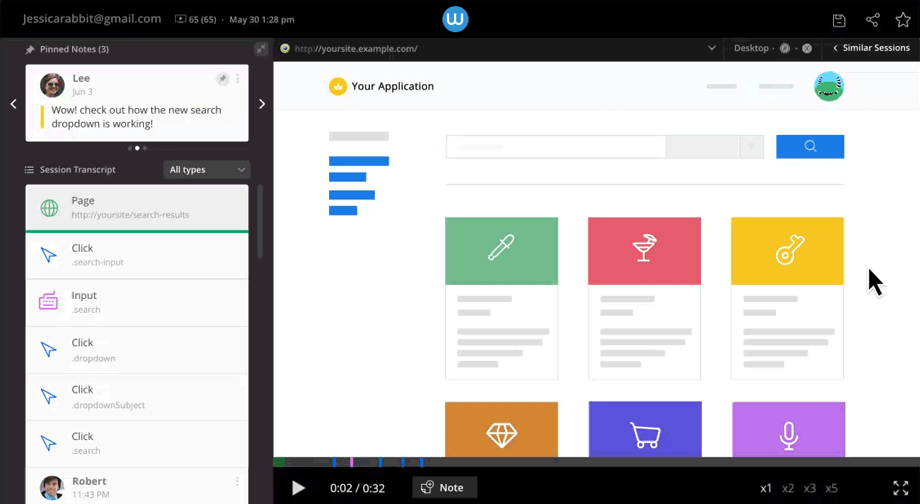 Jessicarabbit@gmail.com
65 (65)
May 30 1:28 pm
W
Pinned Notes (3)
Lee
Jun 3
Wow! check out how the new search
dropdown is working!
Session Transcript
All types
Page
http://yoursite/search-results
Click
.search-input
Input
.search
Click
.dropdown
Click
.dropdownSubject
Click
.search
Robert
11:43 PM
http://yoursite.example.com/
Desktop
Similar Sessions
Your Application
0:02 / 0:32
Note
x1 x2 x3 x5